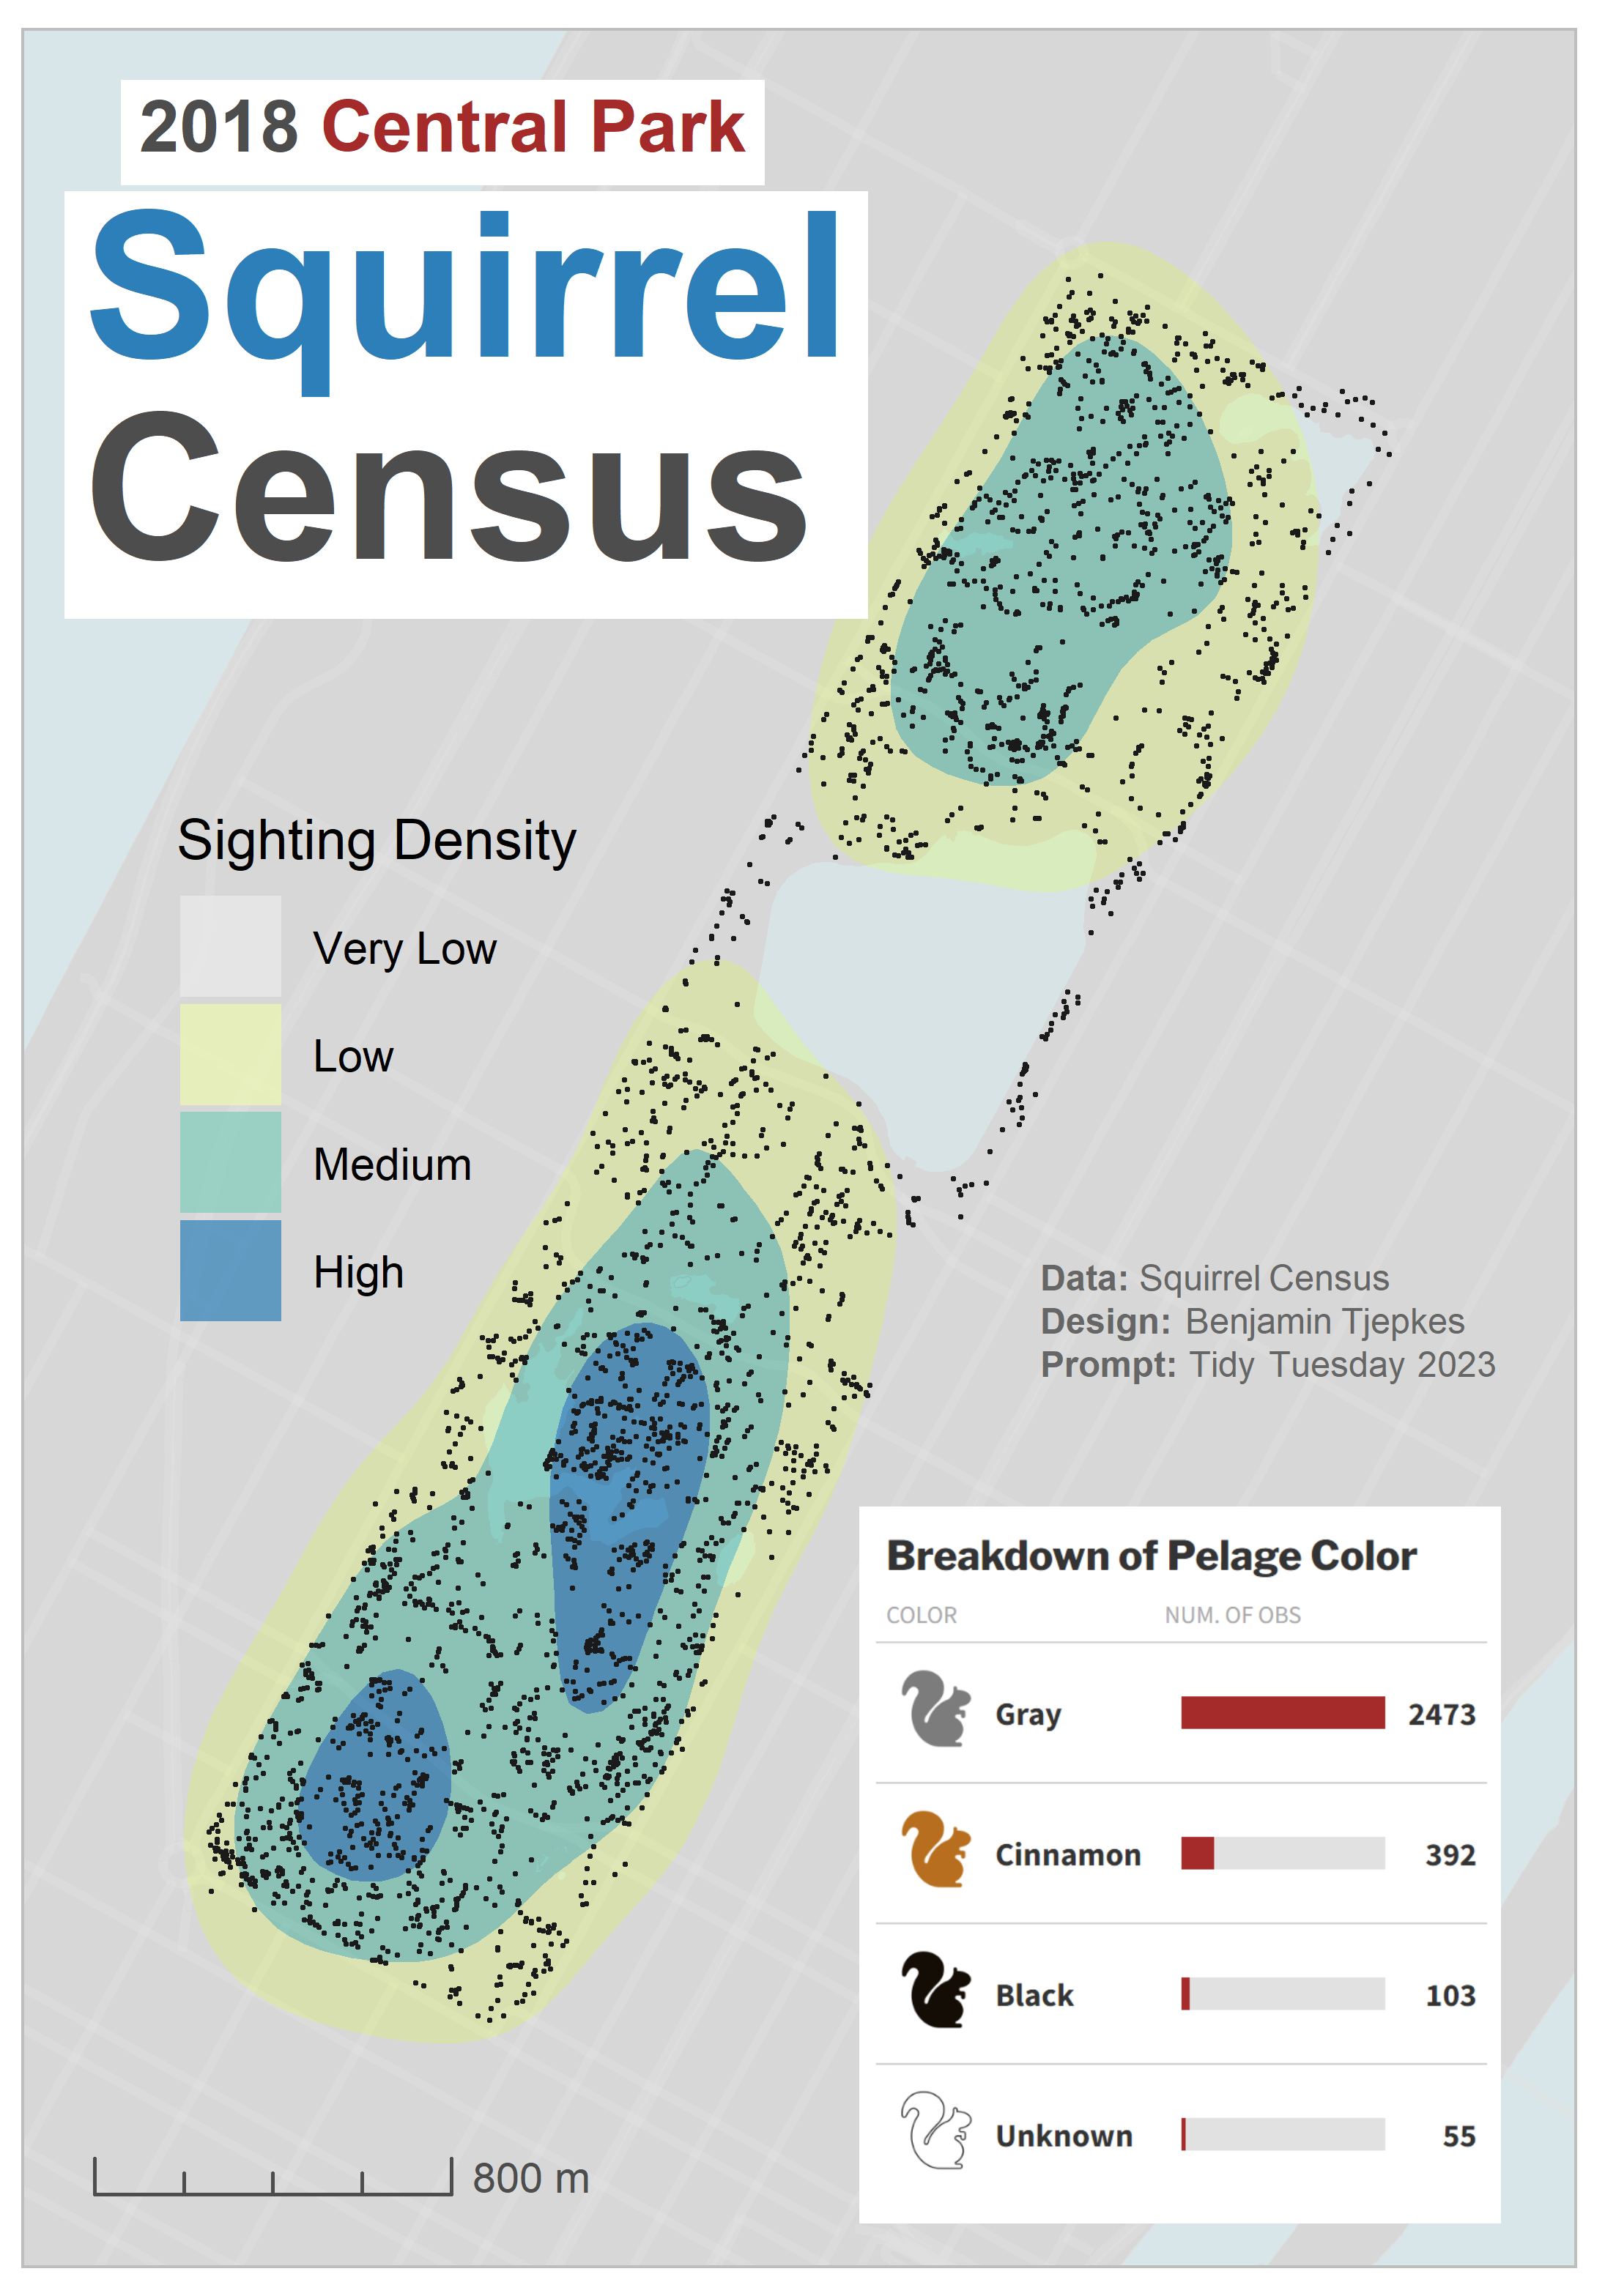 2018 Central Park
Squirrel
Census
Sighting Density
Very Low
Low
Medium
High
Data: Squirrel Census
Design: Benjamin Tjepkes
Prompt: Tidy Tuesday 2023
Breakdown of Pelage Color
COLOR NUM. OF OBS
Gray 2473
Cinnamon 392
Black 103
Unknown 55
800 m